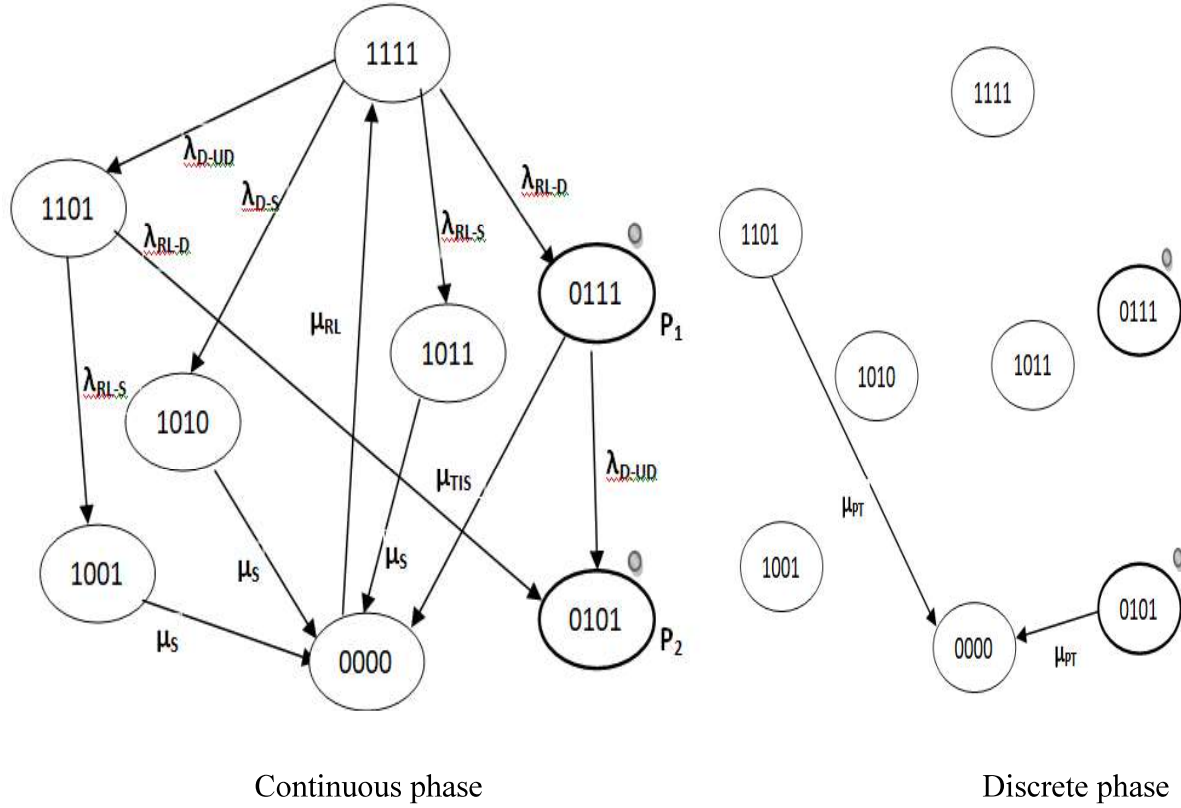 1111
1111
λD-UD
λD-S
λRL-D
1101
λRL-S
1101
λRL-D
0111
0111
P1
μRL
1011
1011
1010
λRL-S
1010
μTIS
λD-UD
μPT
μS
μS
1001
1001
0101
0101
P2
μS
0000
0000
μPT
Continuous phase
Discrete phase